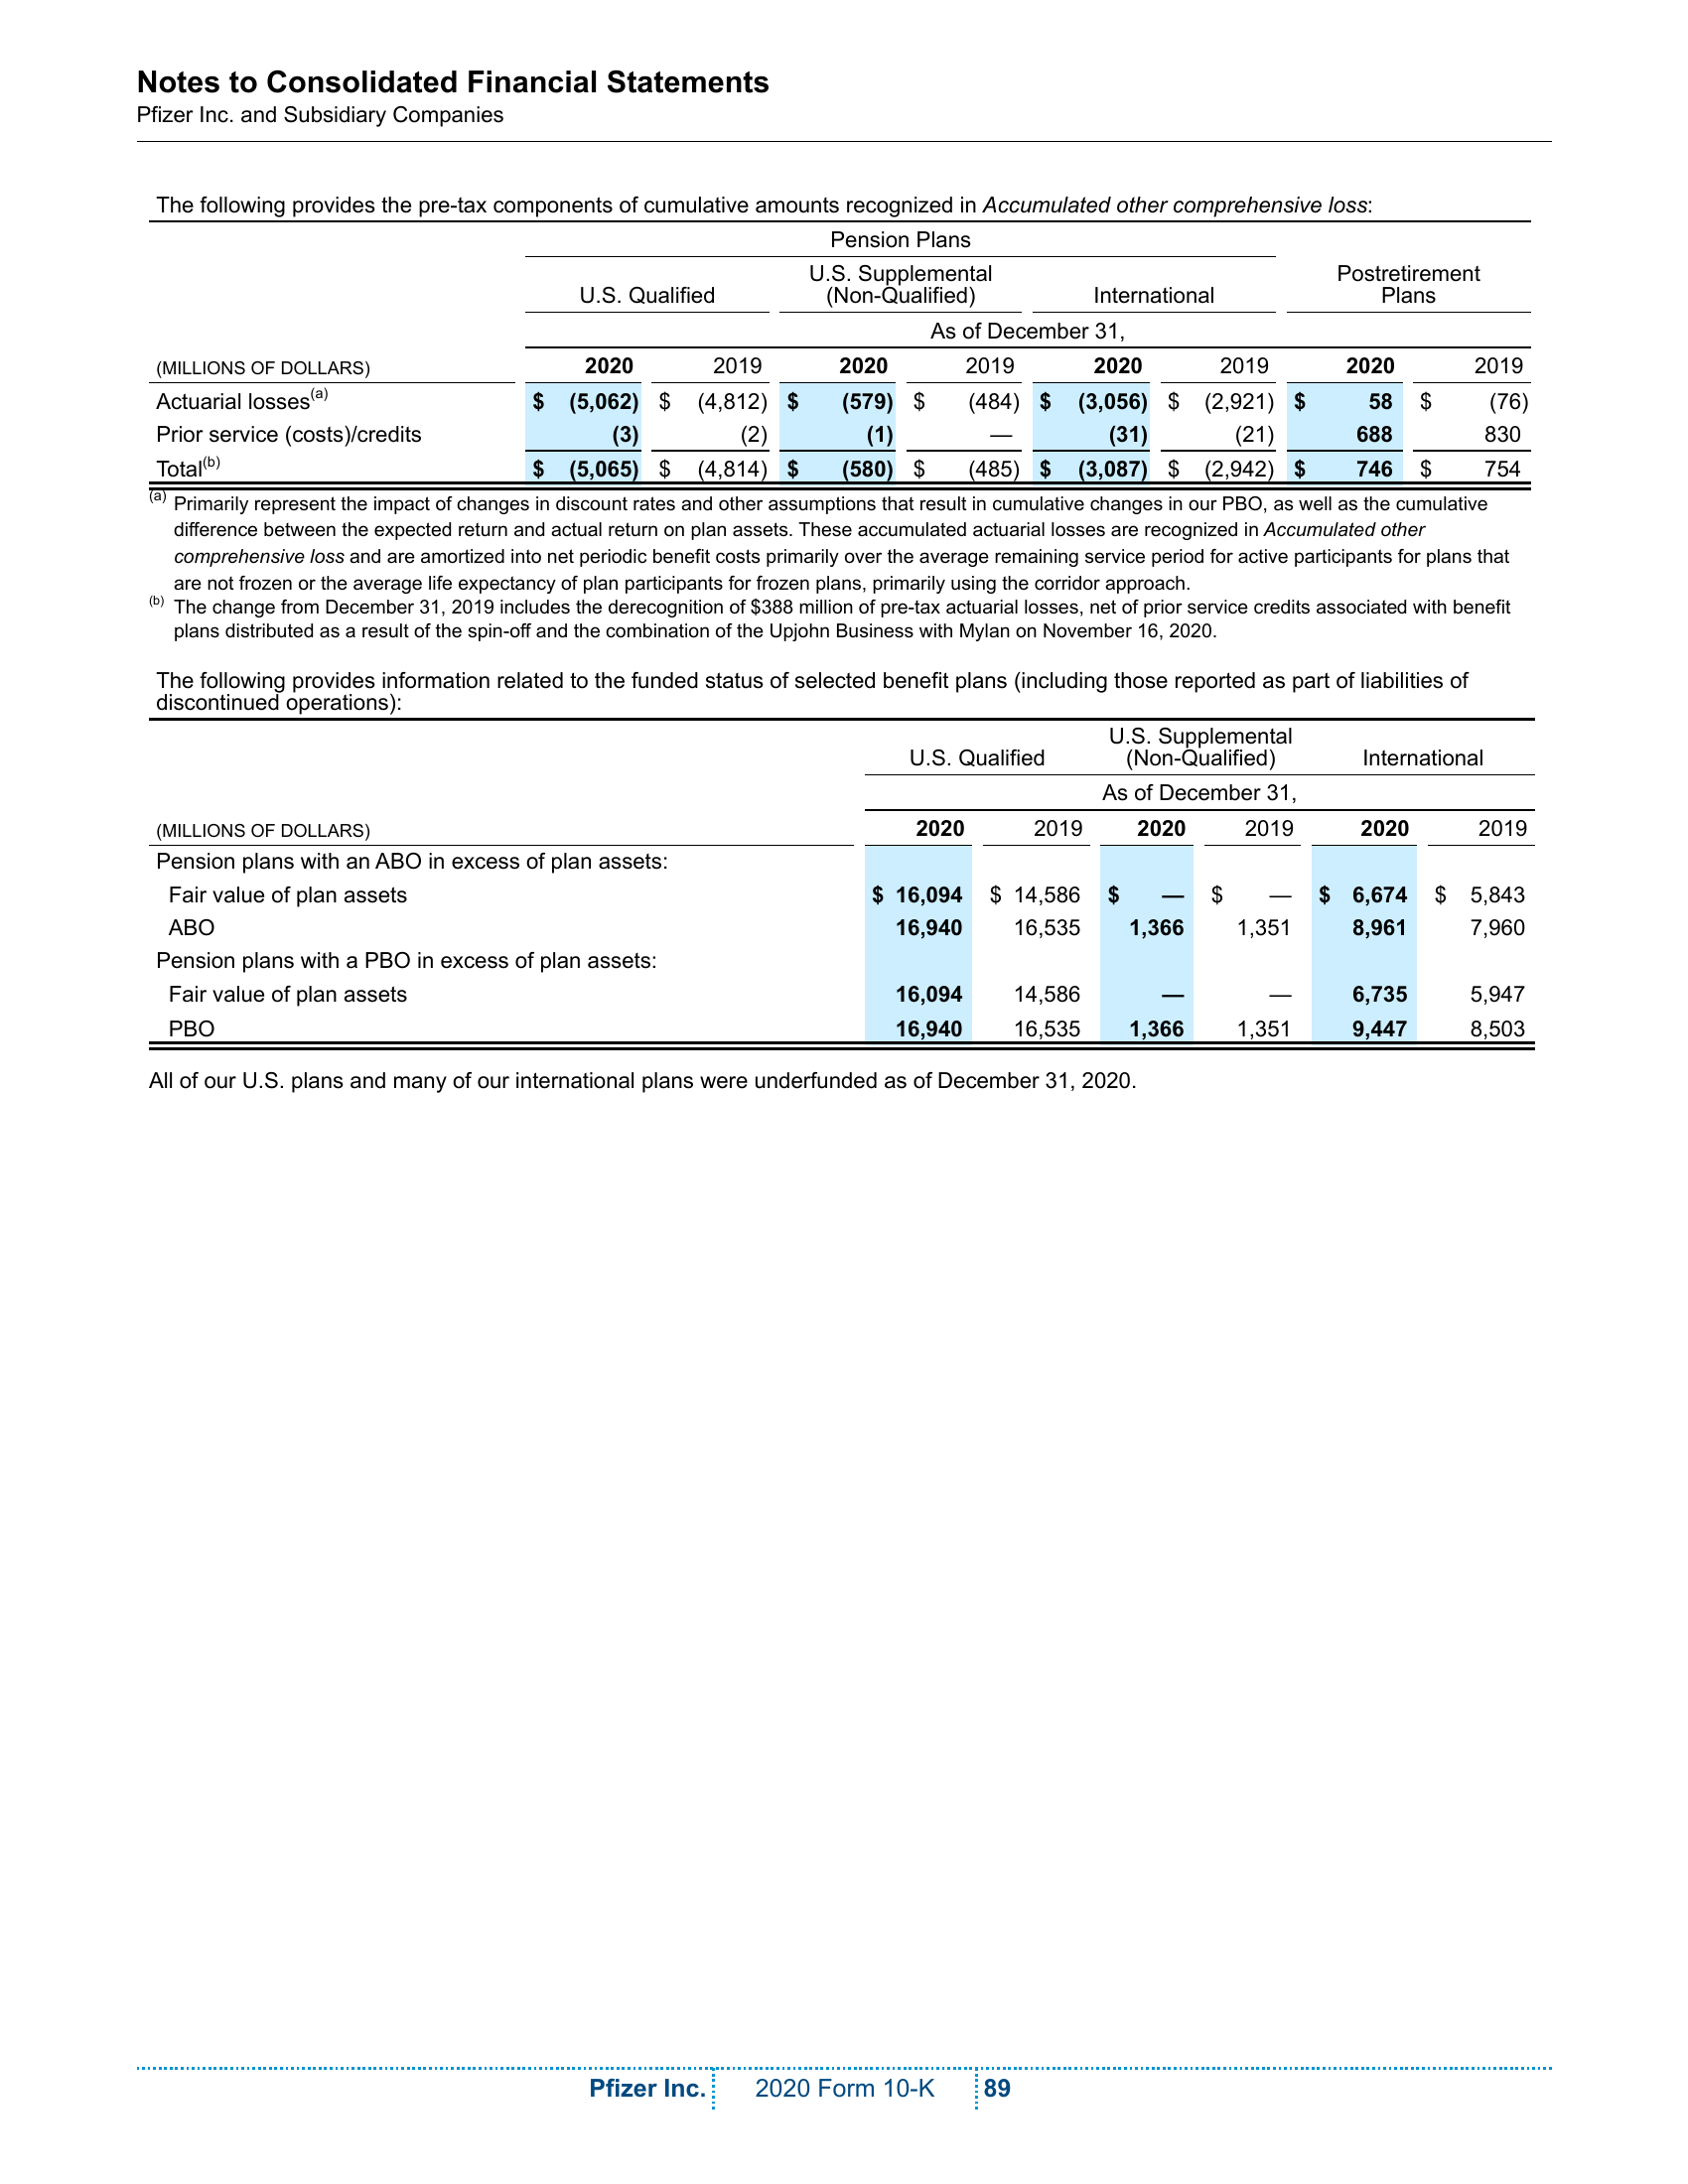 Notes to Consolidated Financial Statements
Pfizer Inc. and Subsidiary Companies
The following provides the pre-tax components of cumulative amounts recognized in Accumulated other comprehensive loss:
Pension Plans
U.S. Qualified U.S. Supplemental (Non-Qualified) International Postretirement Plans
As of December 31,
(MILLIONS OF DOLLARS) 2020 2019 2020 2019 2020 2019 2020 2019
Actuarial losses(a) $ (5,062) $ (4,812) $ (579) $ (484) $ (3,056) $ (2,921) $ 58 $ (76)
Prior service (costs)/credits (3) (2) (1) — (31) (21) 688 830
Total(b) $ (5,065) $ (4,814) $ (580) $ (485) $ (3,087) $ (2,942) $ 746 $ 754
(a) Primarily represent the impact of changes in discount rates and other assumptions that result in cumulative changes in our PBO, as well as the cumulative
difference between the expected return and actual return on plan assets. These accumulated actuarial losses are recognized in Accumulated other
comprehensive loss and are amortized into net periodic benefit costs primarily over the average remaining service period for active participants for plans that
are not frozen or the average life expectancy of plan participants for frozen plans, primarily using the corridor approach.
(b) The change from December 31, 2019 includes the derecognition of $388 million of pre-tax actuarial losses, net of prior service credits associated with benefit
plans distributed as a result of the spin-off and the combination of the Upjohn Business with Mylan on November 16, 2020.
The following provides information related to the funded status of selected benefit plans (including those reported as part of liabilities of
discontinued operations):
U.S. Qualified U.S. Supplemental (Non-Qualified) International
As of December 31,
(MILLIONS OF DOLLARS) 2020 2019 2020 2019 2020 2019
Pension plans with an ABO in excess of plan assets:
Fair value of plan assets $ 16,094 $ 14,586 $ — $ — $ 6,674 $ 5,843
ABO 16,940 16,535 1,366 1,351 8,961 7,960
Pension plans with a PBO in excess of plan assets:
Fair value of plan assets 16,094 14,586 — — 6,735 5,947
PBO 16,940 16,535 1,366 1,351 9,447 8,503
All of our U.S. plans and many of our international plans were underfunded as of December 31, 2020.
Pfizer Inc. 2020 Form 10-K 89